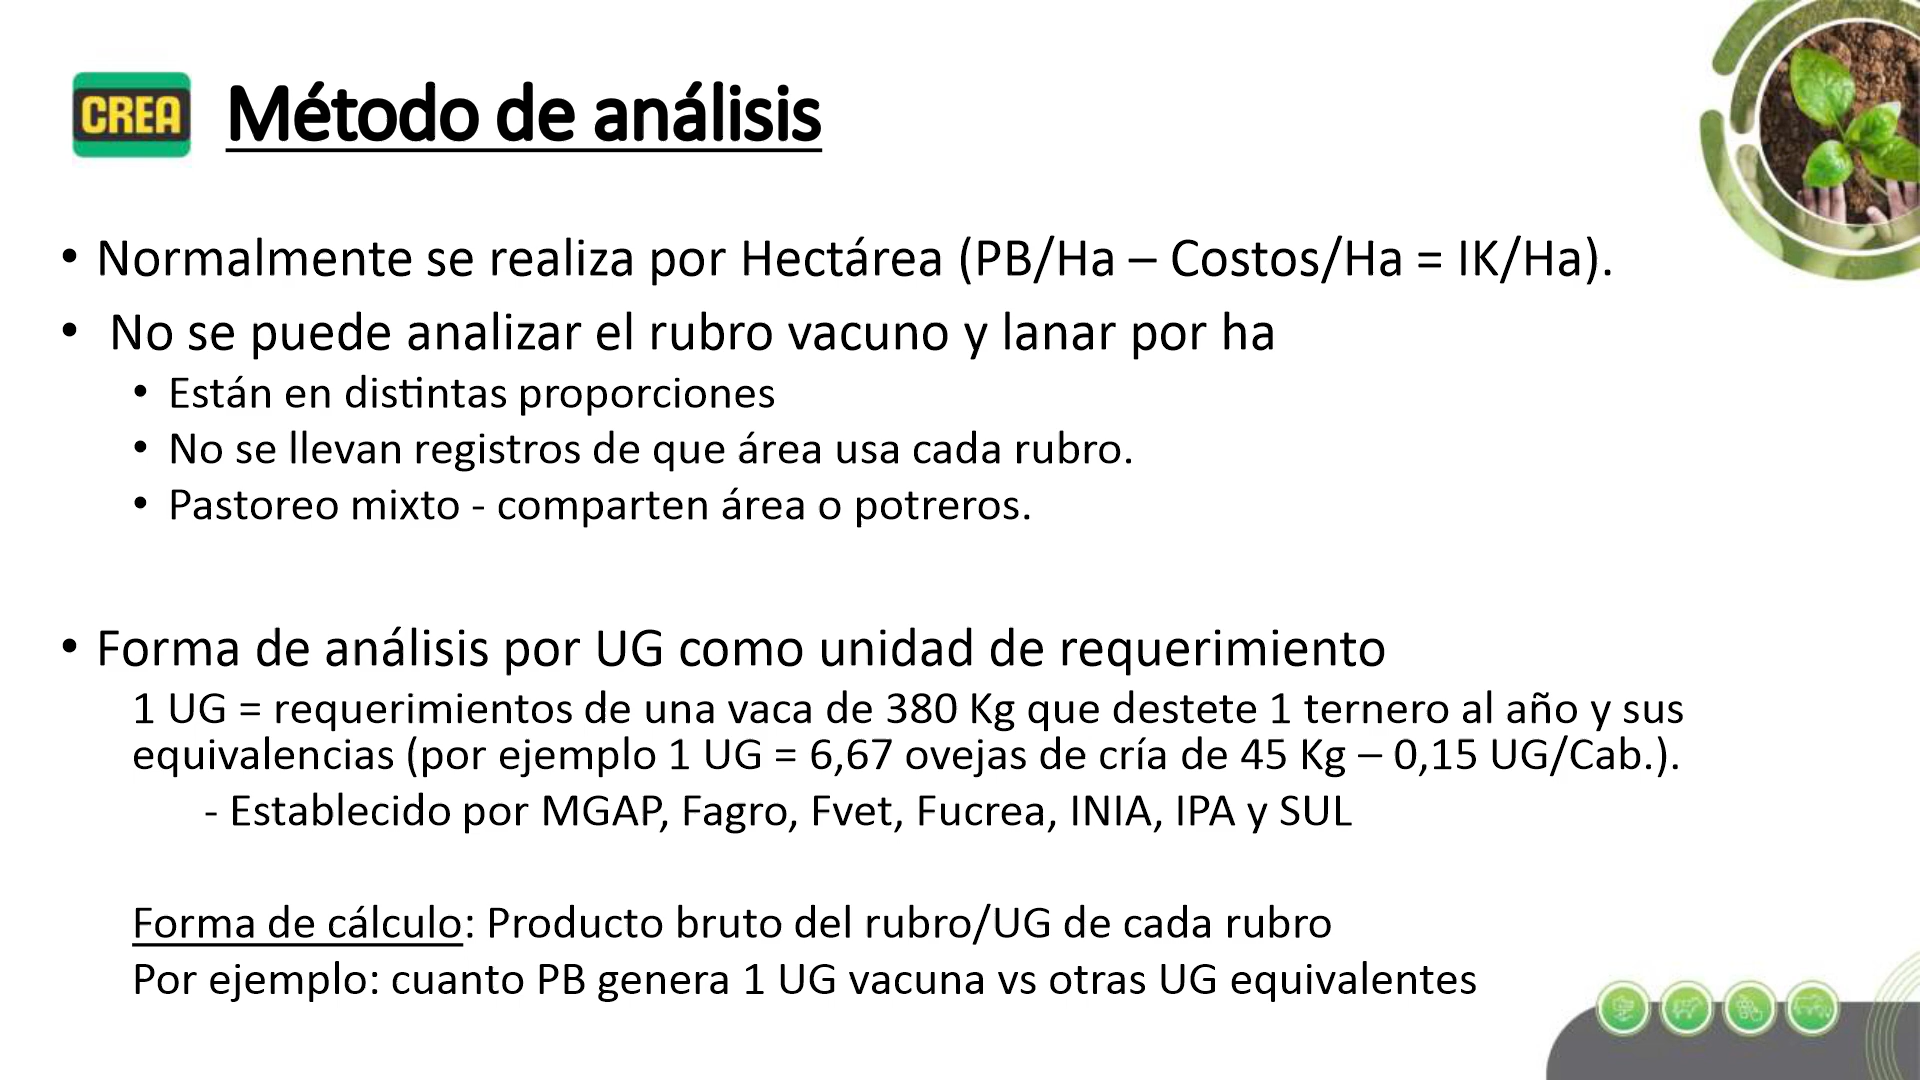 CREA
Método de análisis
• Normalmente se realiza por Hectárea (PB/Ha – Costos/Ha = IK/Ha).
• No se puede analizar el rubro vacuno y lanar por ha
• Están en distintas proporciones
• No se llevan registros de que área usa cada rubro.
• Pastoreo mixto - comparten área o potreros.
• Forma de análisis por UG como unidad de requerimiento
1 UG = requerimientos de una vaca de 380 Kg que destete 1 ternero al año y sus
equivalencias (por ejemplo 1 UG = 6,67 ovejas de cría de 45 Kg – 0,15 UG/Cab.).
- Establecido por MGAP, Fagro, Fvet, Fucrea, INIA, IPA y SUL
Forma de cálculo: Producto bruto del rubro/UG de cada rubro
Por ejemplo: cuanto PB genera 1 UG vacuna vs otras UG equivalentes